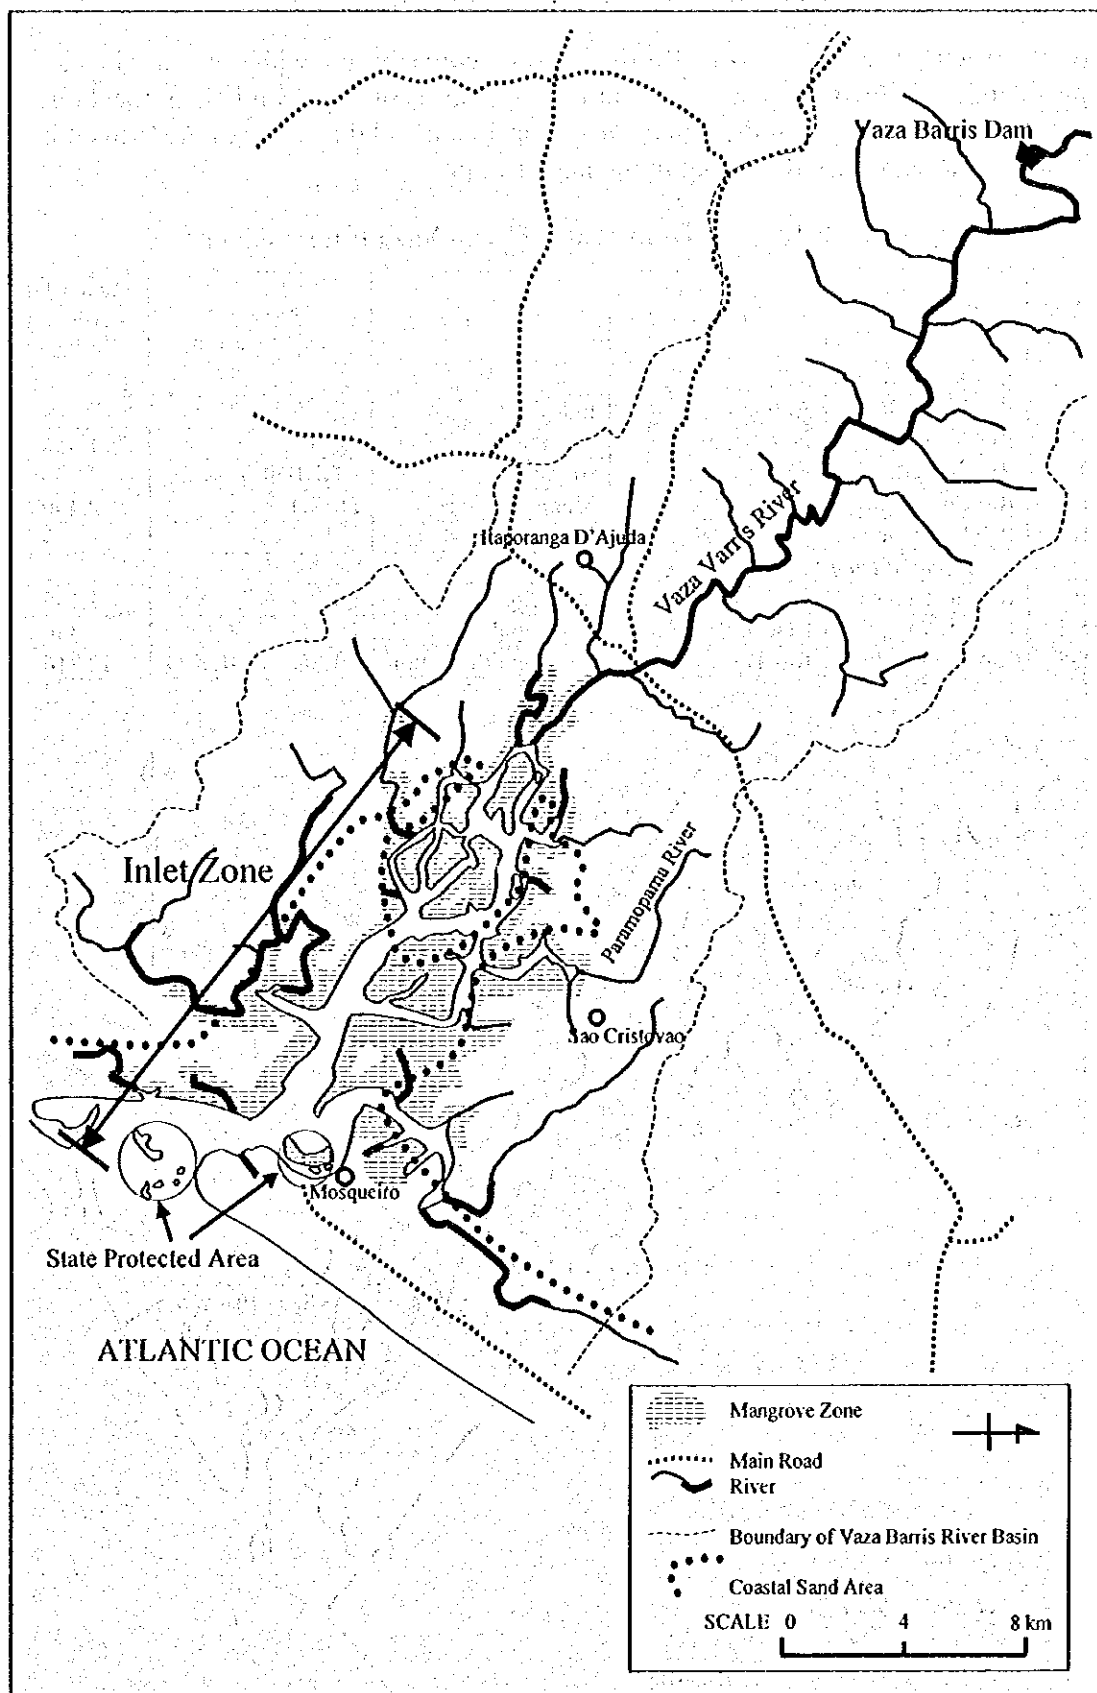 Vaza Barris Dam
Itaporanga D'Ajuda
Vaza Varris River
Inlet Zone
Paramopama River
Sao Cristovao
Mosqueiro
State Protected Area
ATLANTIC OCEAN
Mangrove Zone
Main Road
River
Boundary of Vaza Barris River Basin
Coastal Sand Area
SCALE 0 4 8 km